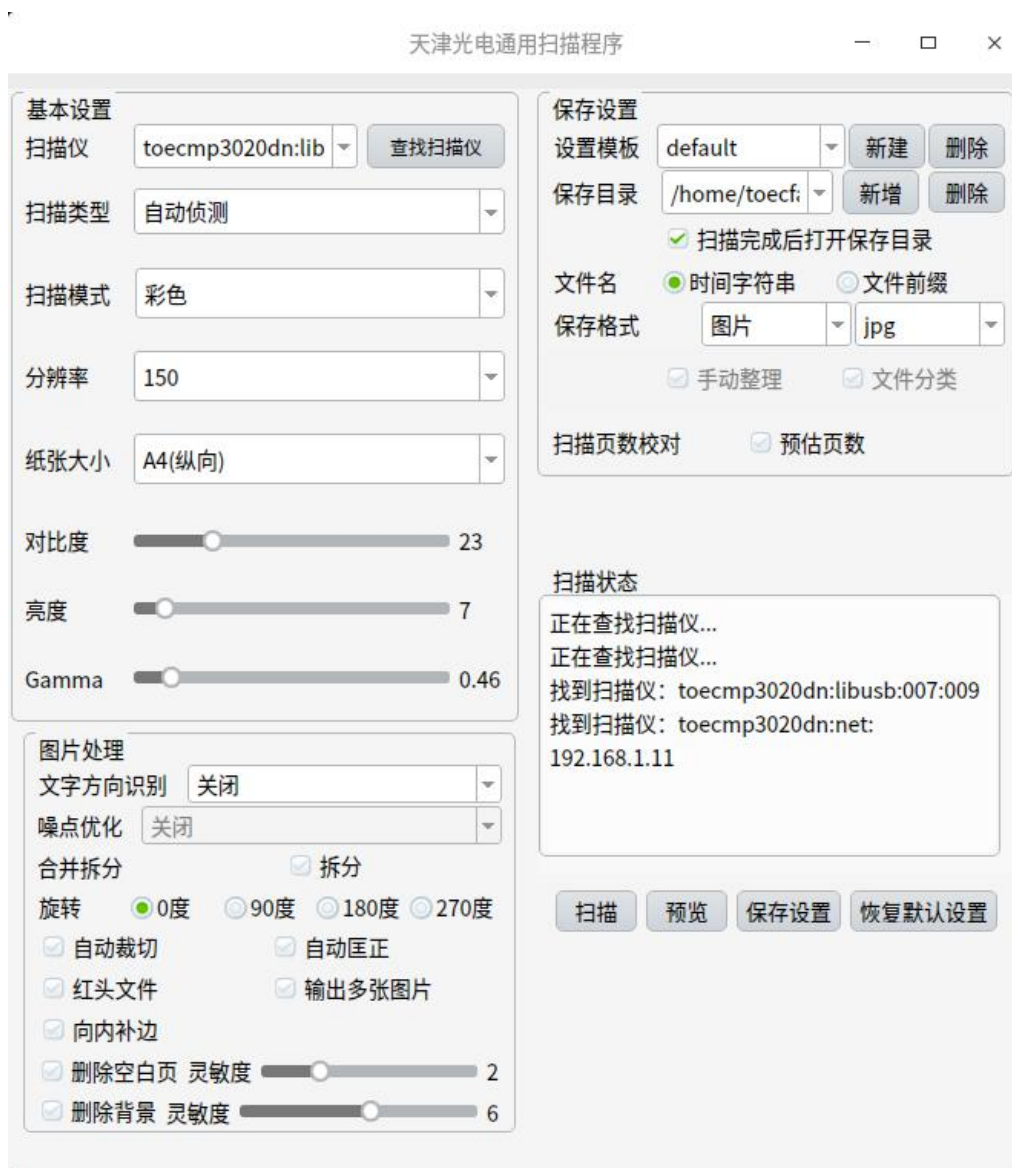 天津光电通用扫描程序
基本设置
扫描仪 toecmp3020dn:lib 查找扫描仪
扫描类型 自动侦测
扫描模式 彩色
分辨率 150
纸张大小 A4(纵向)
对比度 23
亮度 7
Gamma 0.46
图片处理
文字方向识别 关闭
噪点优化 关闭
合并拆分 拆分
旋转 0度 90度 180度 270度
自动裁切 自动匡正
红头文件 输出多张图片
向内补边
删除空白页 灵敏度 2
删除背景 灵敏度 6
保存设置
设置模板 default 新建 删除
保存目录 /home/toecfa 新增 删除
扫描完成后打开保存目录
文件名 时间字符串 文件前缀
保存格式 图片 jpg
手动整理 文件分类
扫描页数校对 预估页数
扫描状态
正在查找扫描仪...
正在查找扫描仪...
找到扫描仪：toecmp3020dn:libusb:007:009
找到扫描仪：toecmp3020dn:net:
192.168.1.11
扫描 预览 保存设置 恢复默认设置